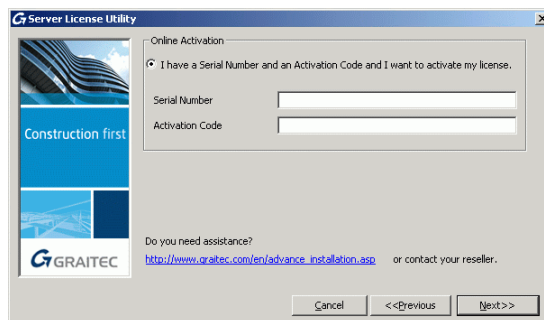 Server License Utility
Online Activation
I have a Serial Number and an Activation Code and I want to activate my license.
Serial Number
Activation Code
Construction first
GRAITEC
Do you need assistance?
http://www.graitec.com/en/advance_installation.asp or contact your reseller.
Cancel <<Previous Next>>